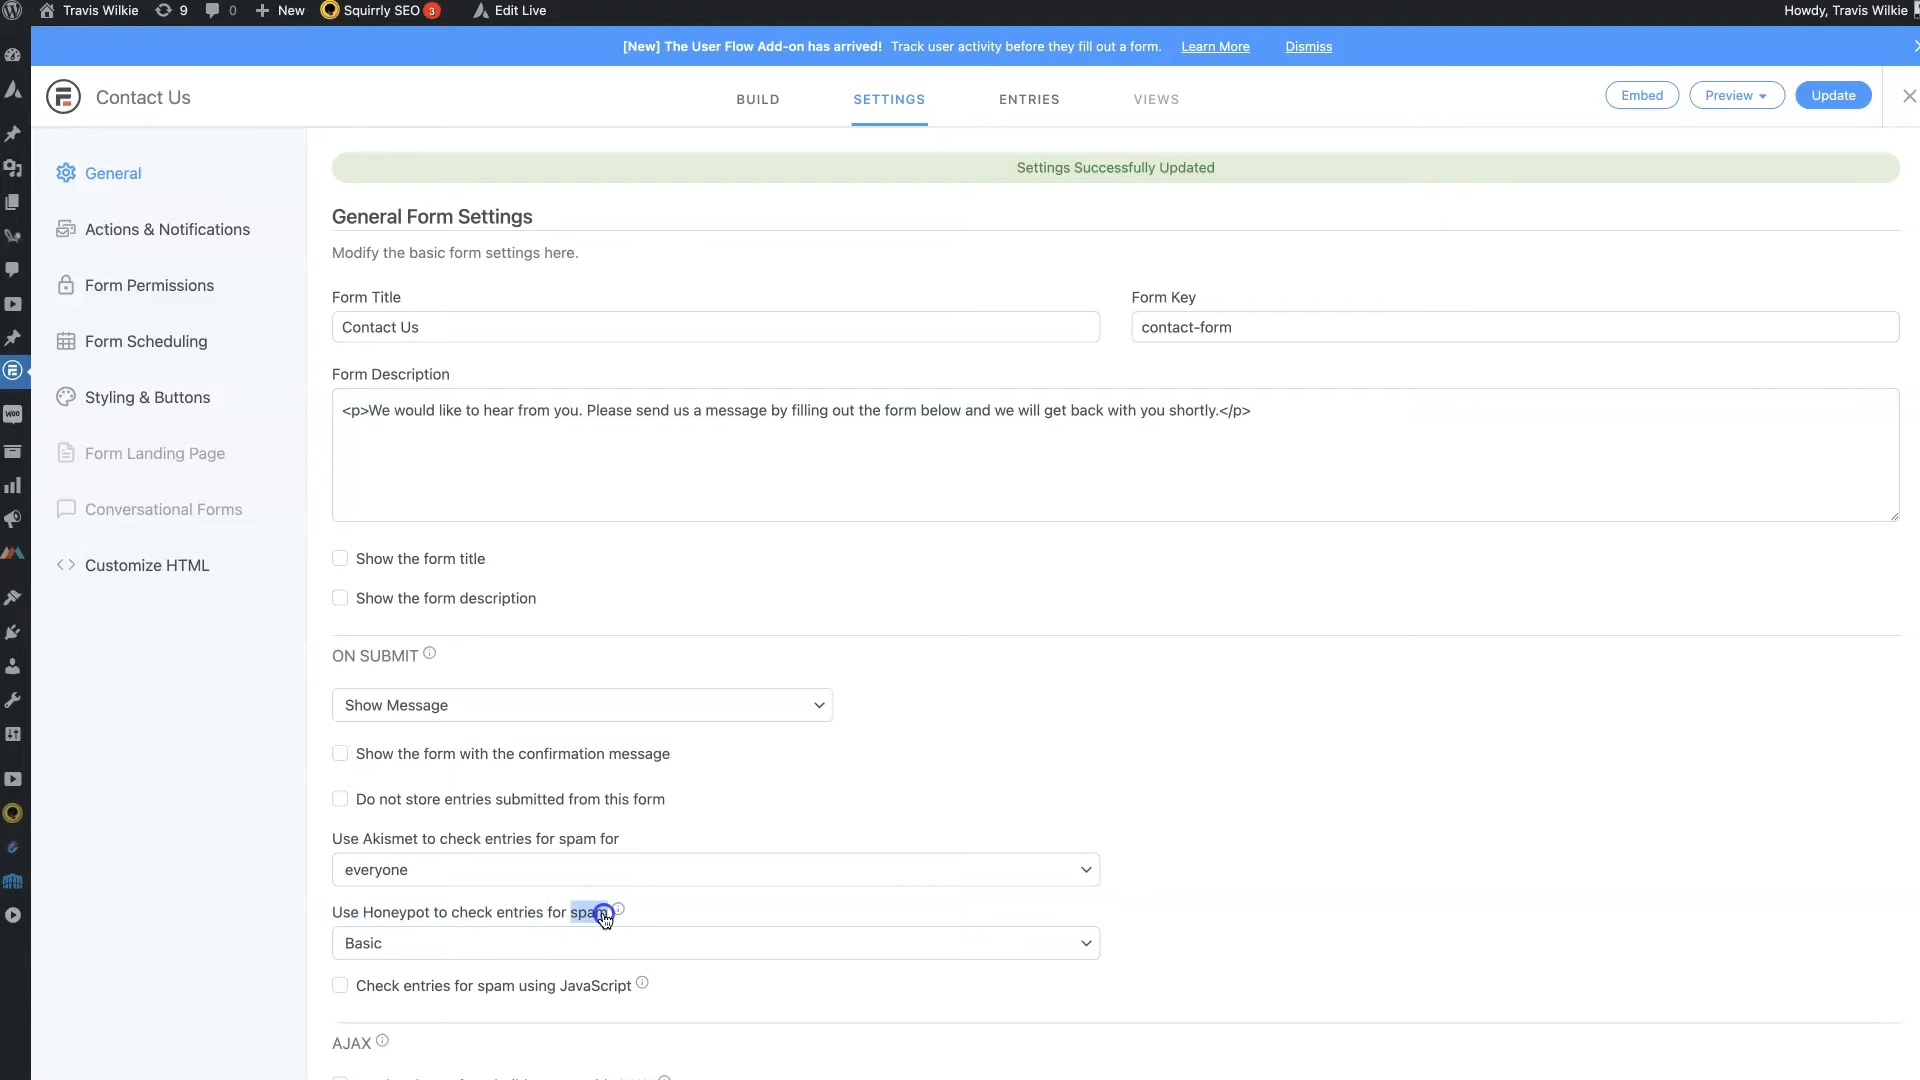 Travis Wilkie 9 0 New Squirrly SEO 3 Edit Live Howdy, Travis Wilkie
[New] The User Flow Add-on has arrived! Track user activity before they fill out a form. Learn More Dismiss
Contact Us BUILD SETTINGS ENTRIES VIEWS Embed Preview Update
General
Actions & Notifications
Form Permissions
Form Scheduling
Styling & Buttons
Form Landing Page
Conversational Forms
Customize HTML
Settings Successfully Updated
General Form Settings
Modify the basic form settings here.
Form Title Form Key
Contact Us contact-form
Form Description
<p>We would like to hear from you. Please send us a message by filling out the form below and we will get back with you shortly.</p>
Show the form title
Show the form description
ON SUBMIT
Show Message
Show the form with the confirmation message
Do not store entries submitted from this form
Use Akismet to check entries for spam for
everyone
Use Honeypot to check entries for spam
Basic
Check entries for spam using JavaScript
AJAX